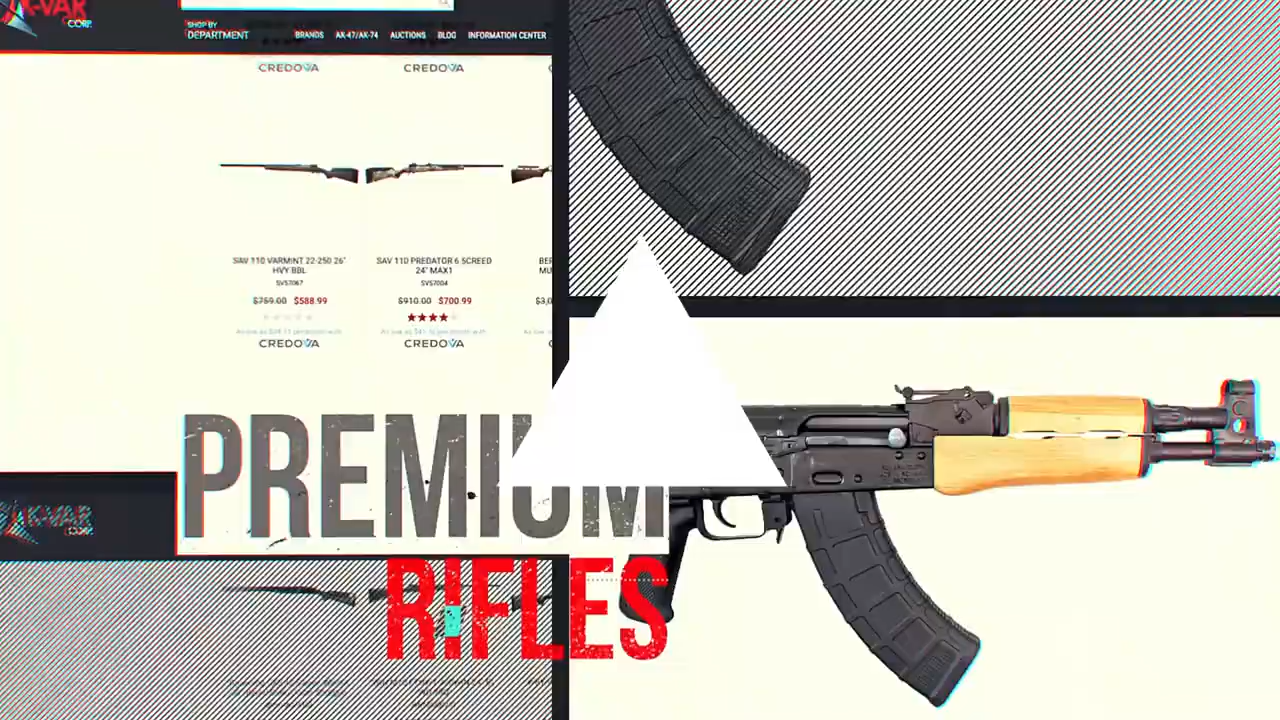 K-VAR
CORP.
SHOP BY
DEPARTMENT
BRANDS AK-47/AK-74 AUCTIONS BLOG INFORMATION CENTER
CREDOVA CREDOVA
SAV 110 VARMINT 22-250 26"
HVY BBL
SVS7067
$759.00 $588.99
CREDOVA
SAV 110 PREDATOR 6.5CREED
24" MAX1
SVS7004
$910.00 $700.99
CREDOVA
$3,0
PREMIUM
RIFLES
K-VAR
CORP.